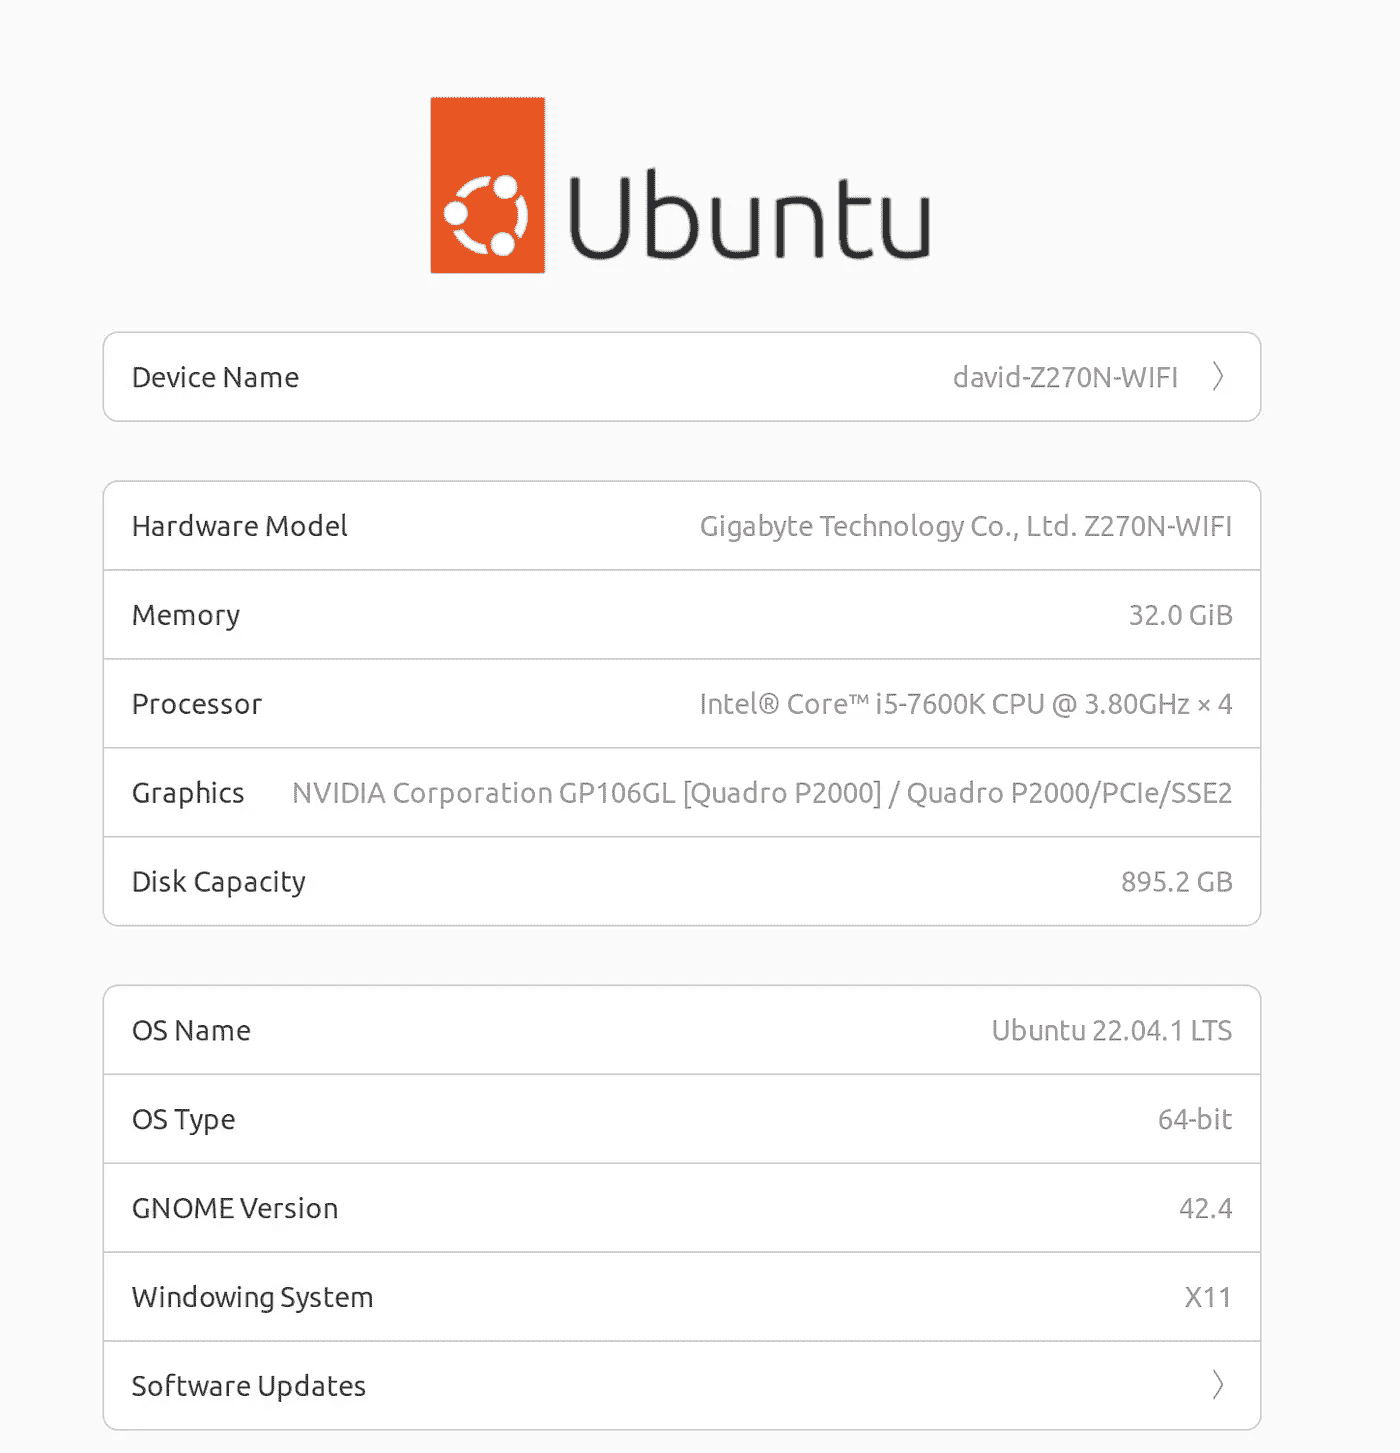 Ubuntu
Device Name david-Z270N-WIFI
Hardware Model Gigabyte Technology Co., Ltd. Z270N-WIFI
Memory 32.0 GiB
Processor Intel® Core™ i5-7600K CPU @ 3.80GHz × 4
Graphics NVIDIA Corporation GP106GL [Quadro P2000] / Quadro P2000/PCIe/SSE2
Disk Capacity 895.2 GB
OS Name Ubuntu 22.04.1 LTS
OS Type 64-bit
GNOME Version 42.4
Windowing System X11
Software Updates